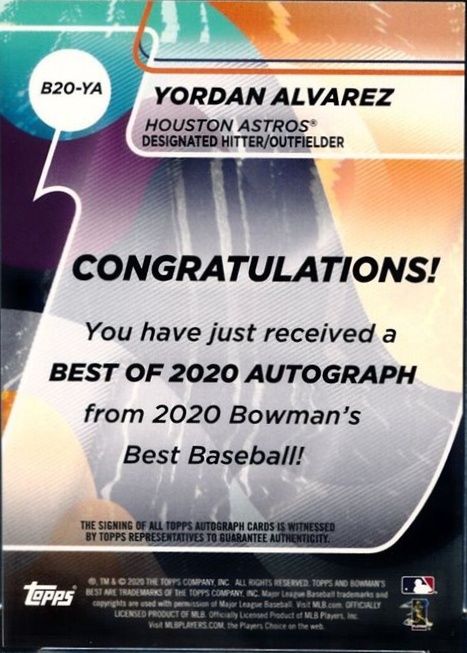 B20-YA
YORDAN ALVAREZ
HOUSTON ASTROS®
DESIGNATED HITTER/OUTFIELDER
CONGRATULATIONS!
You have just received a
BEST OF 2020 AUTOGRAPH
from 2020 Bowman's
Best Baseball!
THE SIGNING OF ALL TOPPS AUTOGRAPH CARDS IS WITNESSED
BY TOPPS REPRESENTATIVES TO GUARANTEE AUTHENTICITY.
topps
®, TM & © 2020 THE TOPPS COMPANY, INC. ALL RIGHTS RESERVED. TOPPS AND BOWMAN'S
BEST ARE TRADEMARKS OF THE TOPPS COMPANY, INC. Major League Baseball trademarks and
copyrights are used with permission of Major League Baseball. Visit MLB.com. OFFICIALLY
LICENSED PRODUCT OF MLB. Officially Licensed Product of MLB Players, Inc.
Visit MLBPLAYERS.COM, the Players Choice on the web.